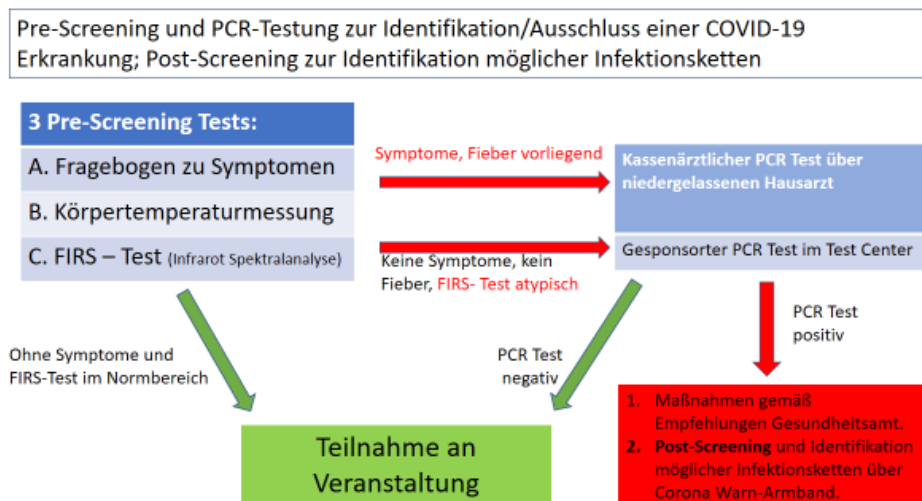 Pre-Screening und PCR-Testung zur Identifikation/Ausschluss einer COVID-19
Erkrankung; Post-Screening zur Identifikation möglicher Infektionsketten
3 Pre-Screening Tests:
A. Fragebogen zu Symptomen
B. Körpertemperaturmessung
C. FIRS – Test (Infrarot Spektralanalyse)
Symptome, Fieber vorliegend
Keine Symptome, kein
Fieber, FIRS- Test atypisch
Kassenärztlicher PCR Test über
niedergelassenen Hausarzt
Gesponsorter PCR Test im Test Center
Ohne Symptome und
FIRS-Test im Normbereich
PCR Test
negativ
PCR Test
positiv
Teilnahme an
Veranstaltung
1. Maßnahmen gemäß
Empfehlungen Gesundheitsamt.
2. Post-Screening und Identifikation
möglicher Infektionsketten über
Corona Warn-Armband.